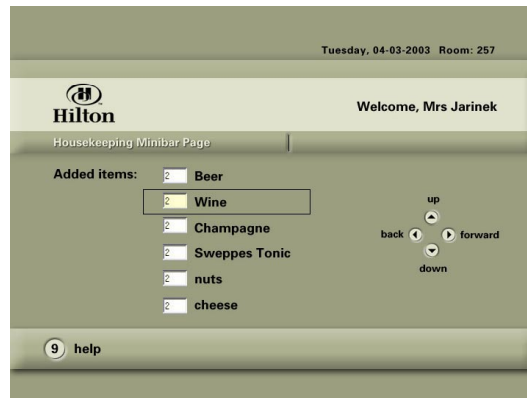 Tuesday, 04-03-2003 Room: 257
Hilton
Welcome, Mrs Jarinek
Housekeeping Minibar Page
Added items:
2 Beer
2 Wine
2 Champagne
2 Sweppes Tonic
2 nuts
2 cheese
up
back forward
down
9 help